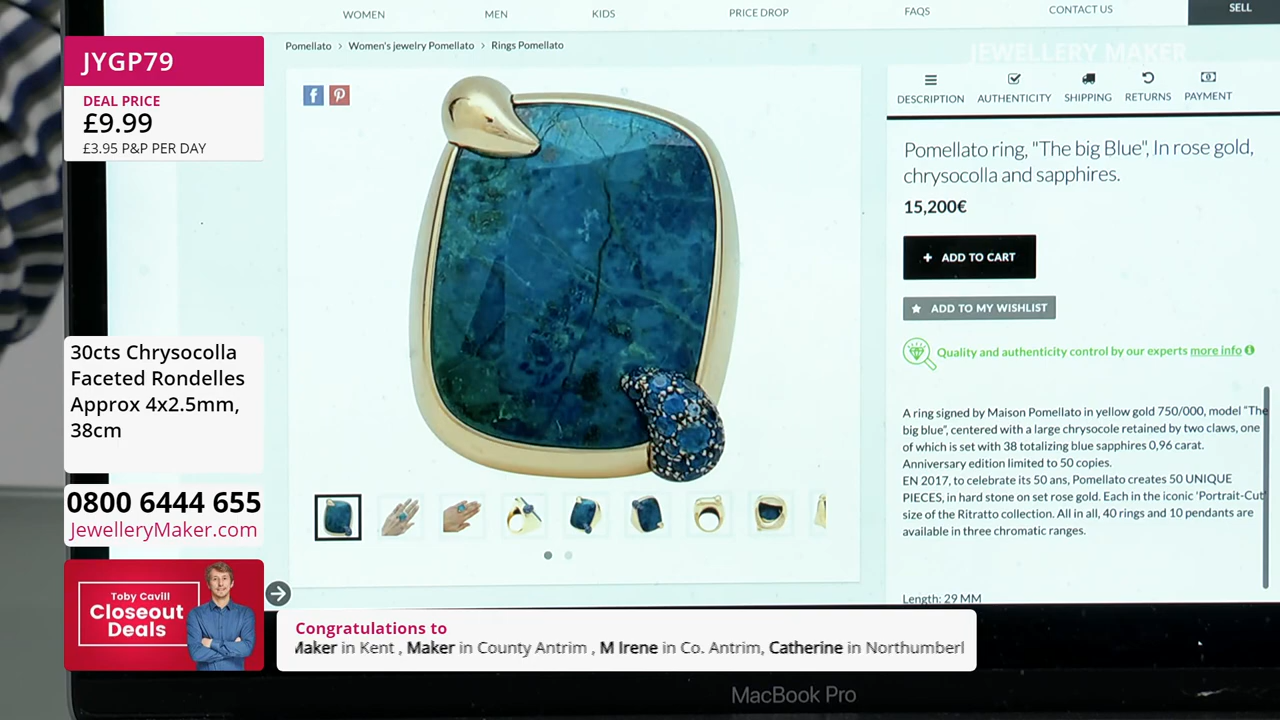 WOMEN
MEN
KIDS
PRICE DROP
FAQS
CONTACT US
SELL
JEWELLERY MAKER
Pomellato > Women's jewelry Pomellato > Rings Pomellato
JYGP79
DEAL PRICE
£9.99
£3.95 P&P PER DAY
DESCRIPTION
AUTHENTICITY
SHIPPING
RETURNS
PAYMENT
Pomellato ring, "The big Blue", In rose gold,
chrysocolla and sapphires.
15,200€
+ ADD TO CART
ADD TO MY WISHLIST
Quality and authenticity control by our experts more info
30cts Chrysocolla
Faceted Rondelles
Approx 4x2.5mm,
38cm
A ring signed by Maison Pomellato in yellow gold 750/000, model "The
big blue", centered with a large chrysocole retained by two claws, one
of which is set with 38 totalizing blue sapphires 0,96 carat.
Anniversary edition limited to 50 copies.
EN 2017, to celebrate its 50 ans, Pomellato creates 50 UNIQUE
PIECES, in hard stone on set rose gold. Each in the iconic 'Portrait-Cut'
size of the Ritratto collection. All in all, 40 rings and 10 pendants are
available in three chromatic ranges.
Length: 29 MM
0800 6444 655
JewelleryMaker.com
Toby Cavill
Closeout
Deals
Congratulations to
Maker in Kent , Maker in County Antrim , M Irene in Co. Antrim, Catherine in Northumberl
MacBook Pro